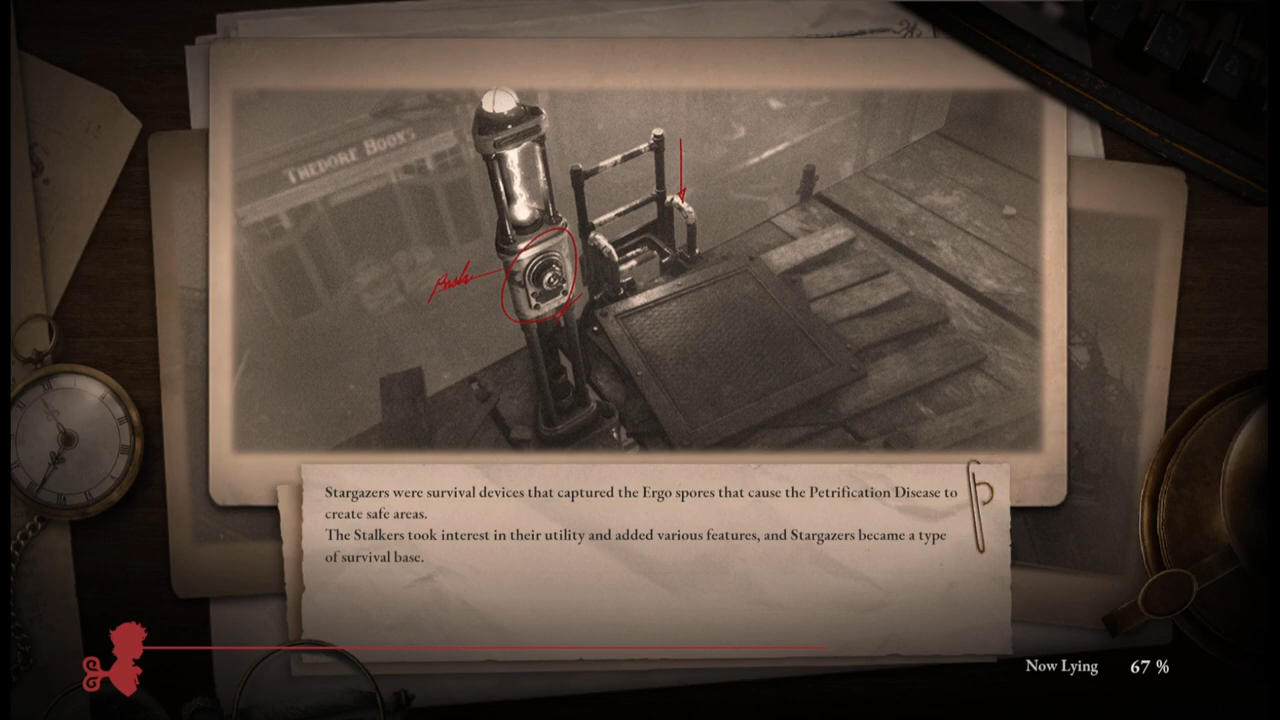 THEDORE BOOK's
Stargazers were survival devices that captured the Ergo spores that cause the Petrification Disease to
create safe areas.
The Stalkers took interest in their utility and added various features, and Stargazers became a type
of survival base.
Now Lying 67 %